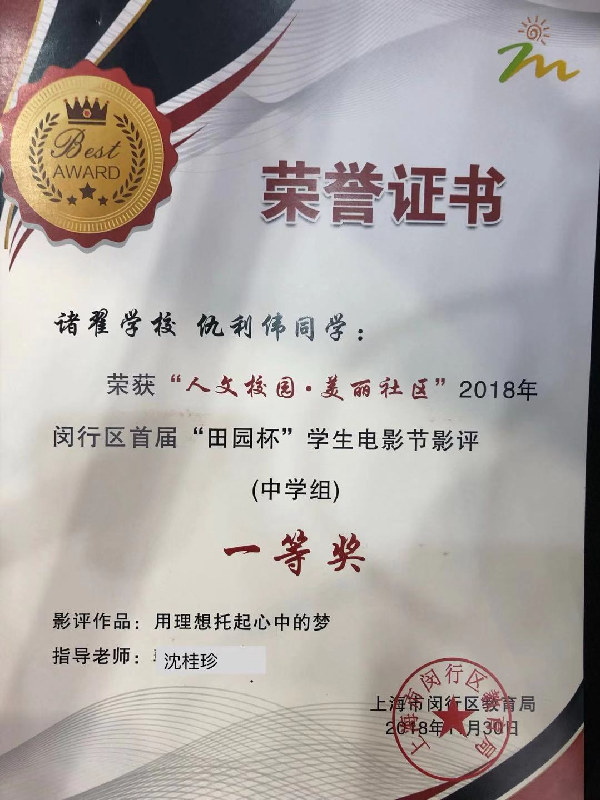 Best
AWARD
荣誉证书
诸翟学校 仇利伟同学：
荣获“人文校园·美丽社区”2018年
闵行区首届“田园杯”学生电影节影评
(中学组)
一等奖
影评作品：用理想托起心中的梦
指导老师：沈桂珍
上海市闵行区教育局
2018年11月30日
上海市闵行区教育局